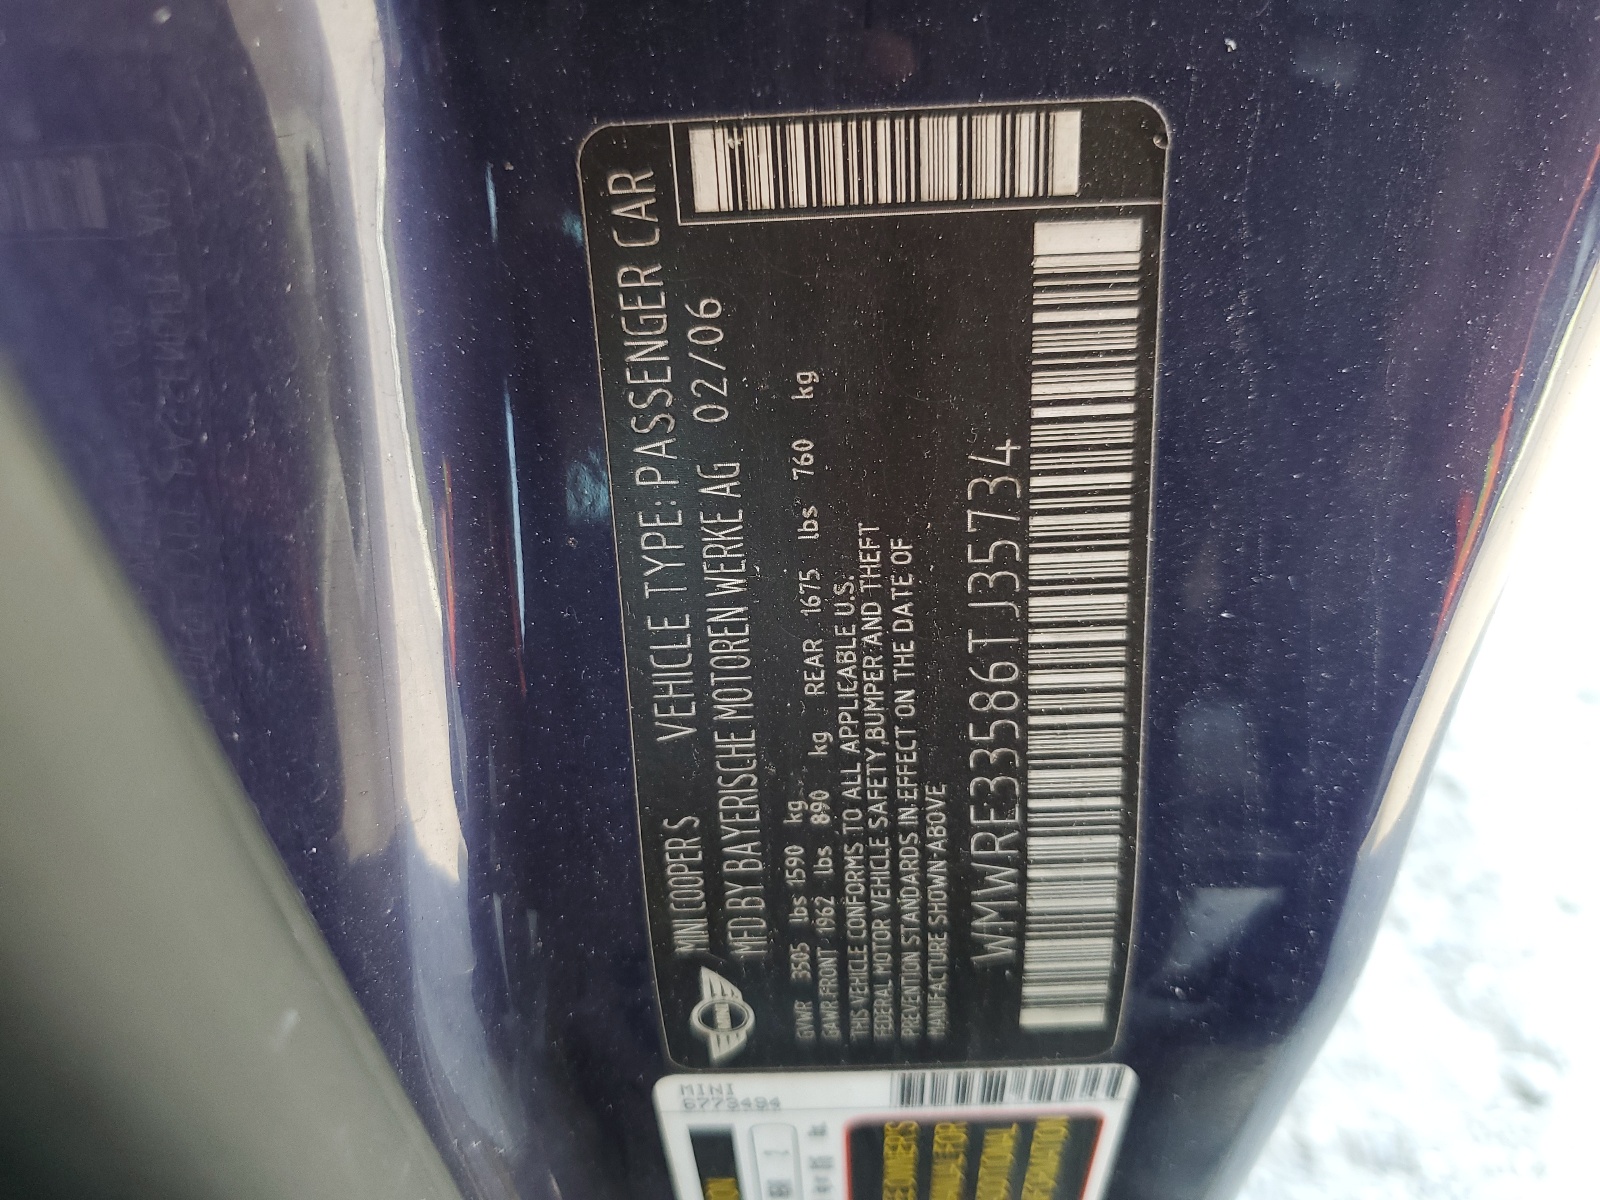 MINI
MINI COOPER S VEHICLE TYPE: PASSENGER CAR
MFD BY BAYERISCHE MOTOREN WERKE AG 02/06
GVWR 3505 lbs 1590 kg
GAWR FRONT 1962 lbs 890 kg REAR 1675 lbs 760 kg
THIS VEHICLE CONFORMS TO ALL APPLICABLE U.S.
FEDERAL MOTOR VEHICLE SAFETY, BUMPER AND THEFT
PREVENTION STANDARDS IN EFFECT ON THE DATE OF
MANUFACTURE SHOWN ABOVE
WMWRE33586TJ35734
MINI
6779494